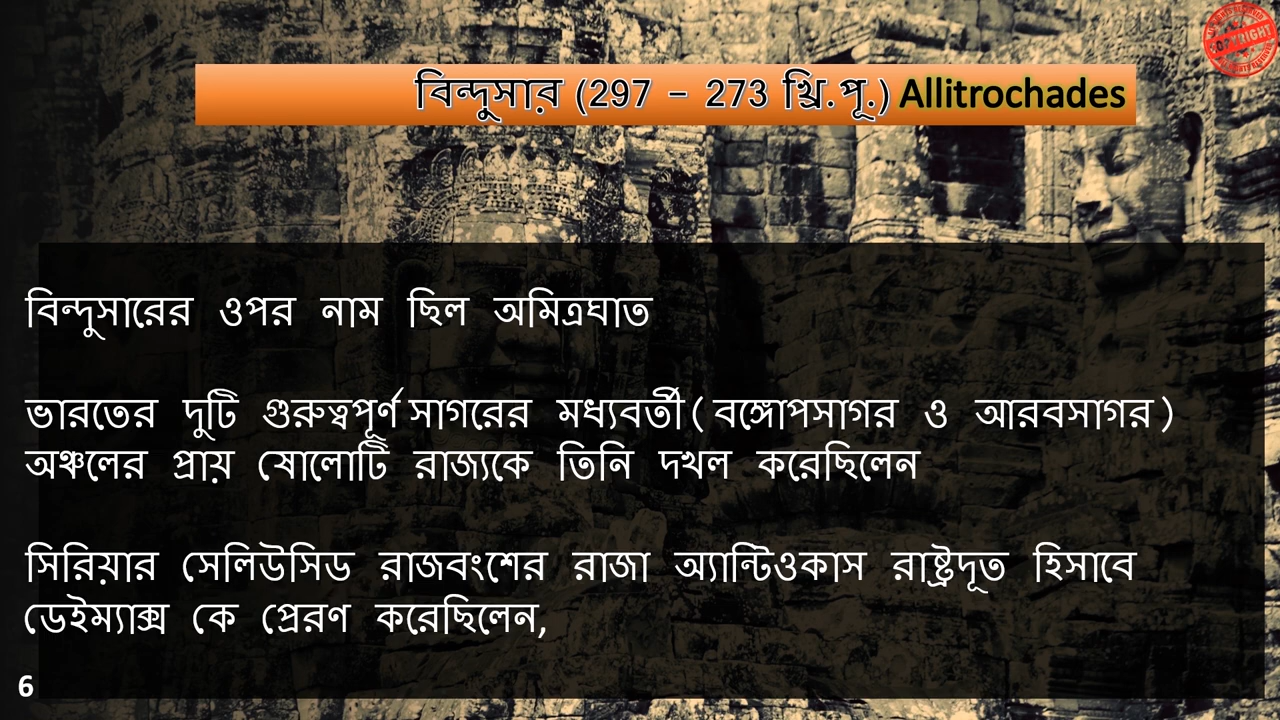 COPYRIGHT
বিন্দুসার (297 – 273 খ্রি.পূ.) Allitrochades
বিন্দুসারের ওপর নাম ছিল অমিত্রঘাত
ভারতের দুটি গুরুত্বপূর্ণ সাগরের মধ্যবর্তী(বঙ্গোপসাগর ও আরবসাগর)
অঞ্চলের প্রায় ষোলোটি রাজ্যকে তিনি দখল করেছিলেন
সিরিয়ার সেলিউসিড রাজবংশের রাজা অ্যান্টিওকাস রাষ্ট্রদূত হিসাবে
ডেইম্যাক্স কে প্রেরণ করেছিলেন,
6